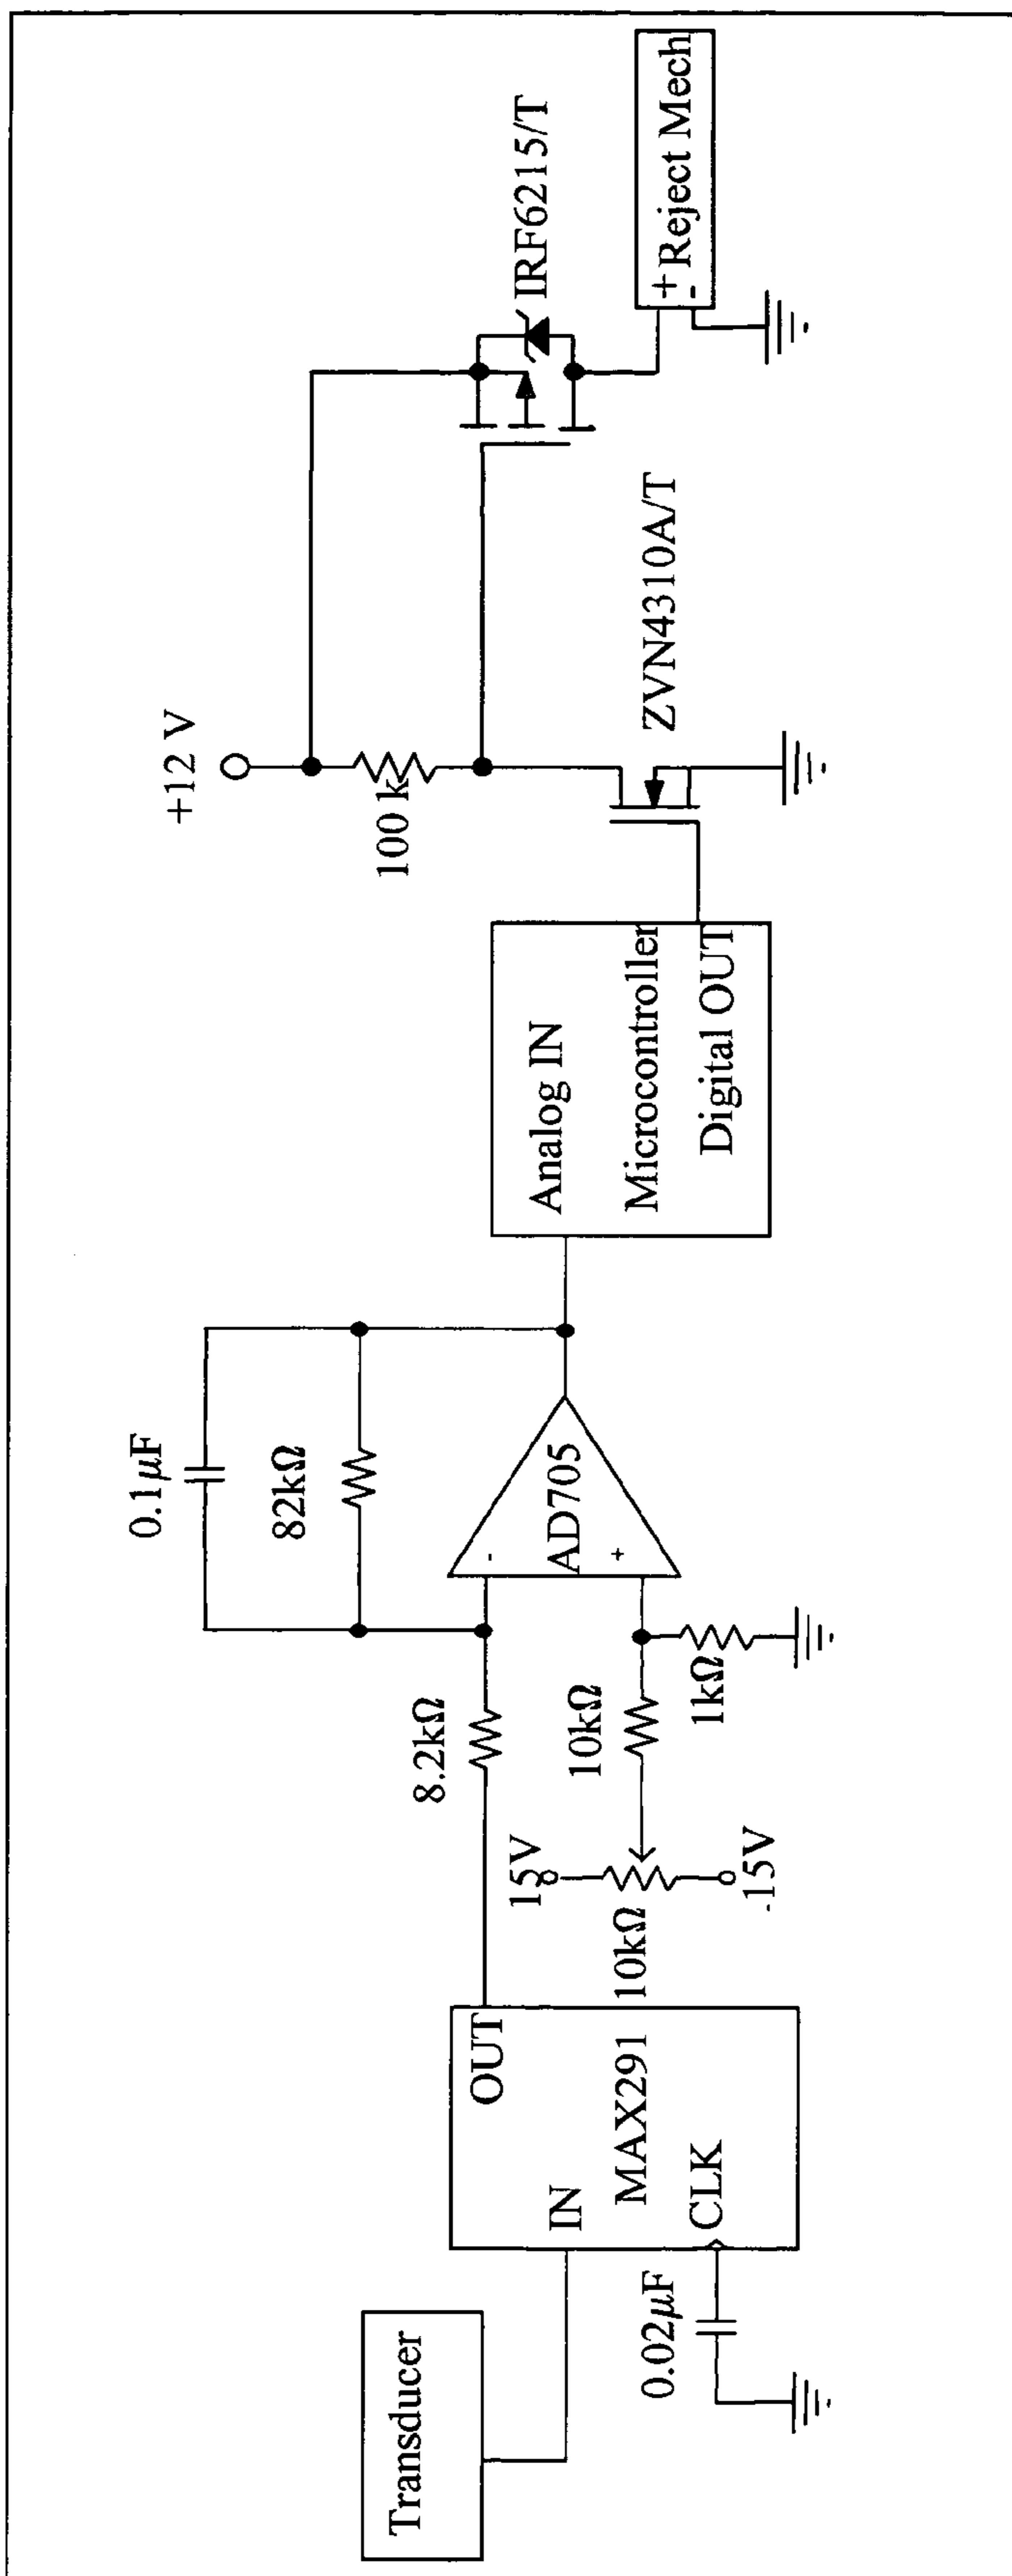 Transducer
IN
OUT
MAX291
CLK
0.02μF
8.2kΩ
0.1μF
82kΩ
15V
10kΩ
-15V
10kΩ
1kΩ
-
AD705
+
Analog IN
Microcontroller
Digital OUT
+12 V
100 k
ZVN4310A/T
IRF6215/T
+Reject Mech
-